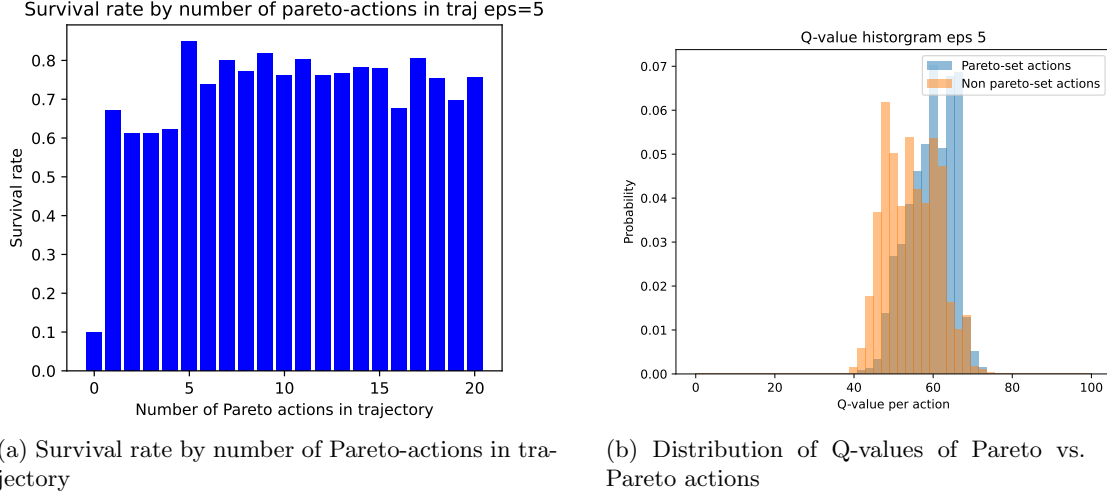 Survival rate by number of pareto-actions in traj eps=5
0.8
0.7
0.6
0.5
0.4
0.3
0.2
0.1
0.0
Survival rate
0 5 10 15 20
Number of Pareto actions in trajectory
(a) Survival rate by number of Pareto-actions in tra-
jectory
Q-value historgram eps 5
Pareto-set actions
Non pareto-set actions
0.07
0.06
0.05
0.04
0.03
0.02
0.01
0.00
Probability
0 20 40 60 80 100
Q-value per action
(b) Distribution of Q-values of Pareto vs.
Pareto actions